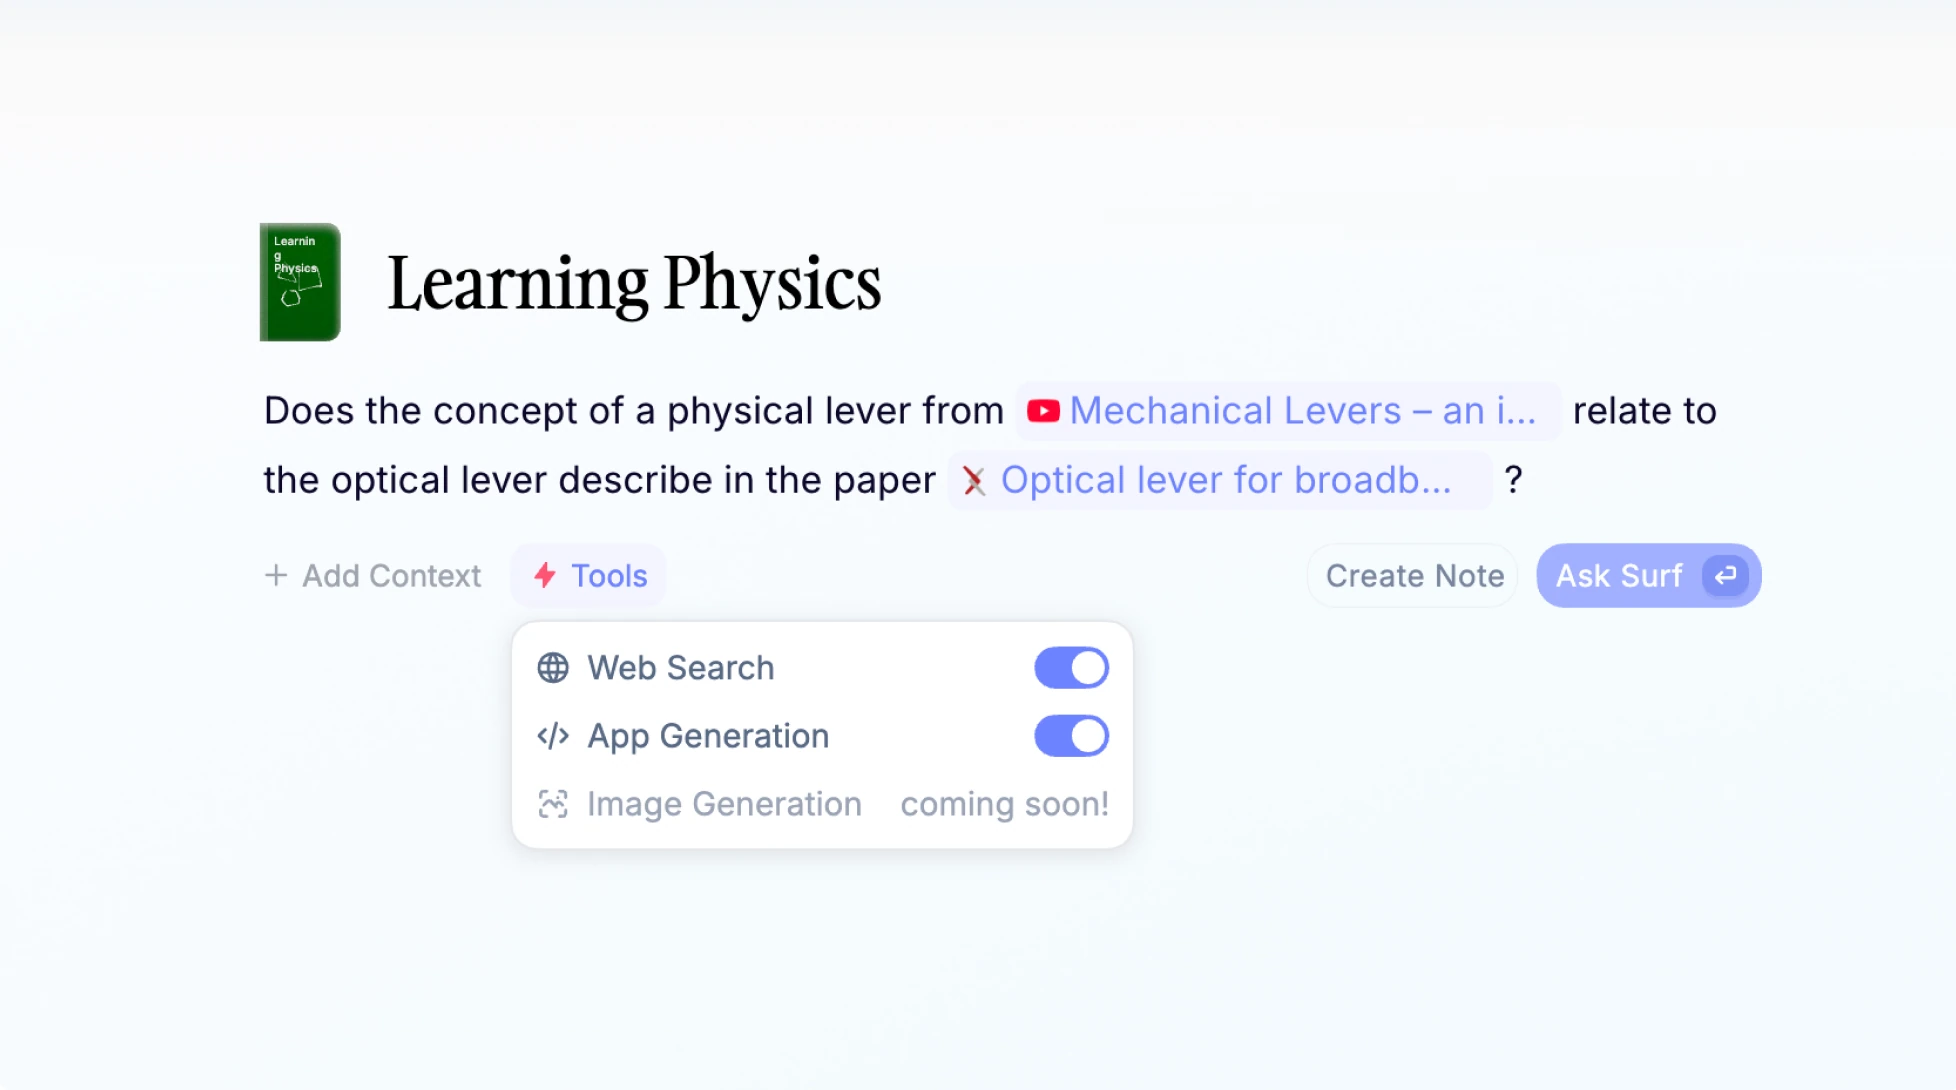 Learnin
g
Physics
Learning Physics
Does the concept of a physical lever from Mechanical Levers – an i... relate to
the optical lever describe in the paper Optical lever for broadb... ?
+ Add Context Tools Create Note Ask Surf
Web Search
</> App Generation
Image Generation coming soon!